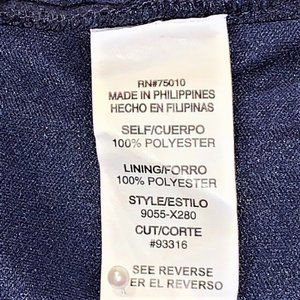 RN#75010
MADE IN PHILIPPINES
HECHO EN FILIPINAS
SELF/CUERPO
100% POLYESTER
LINING/FORRO
100% POLYESTER
STYLE/ESTILO
9055-X280
CUT/CORTE
#93316
SEE REVERSE
VER EL REVERSO